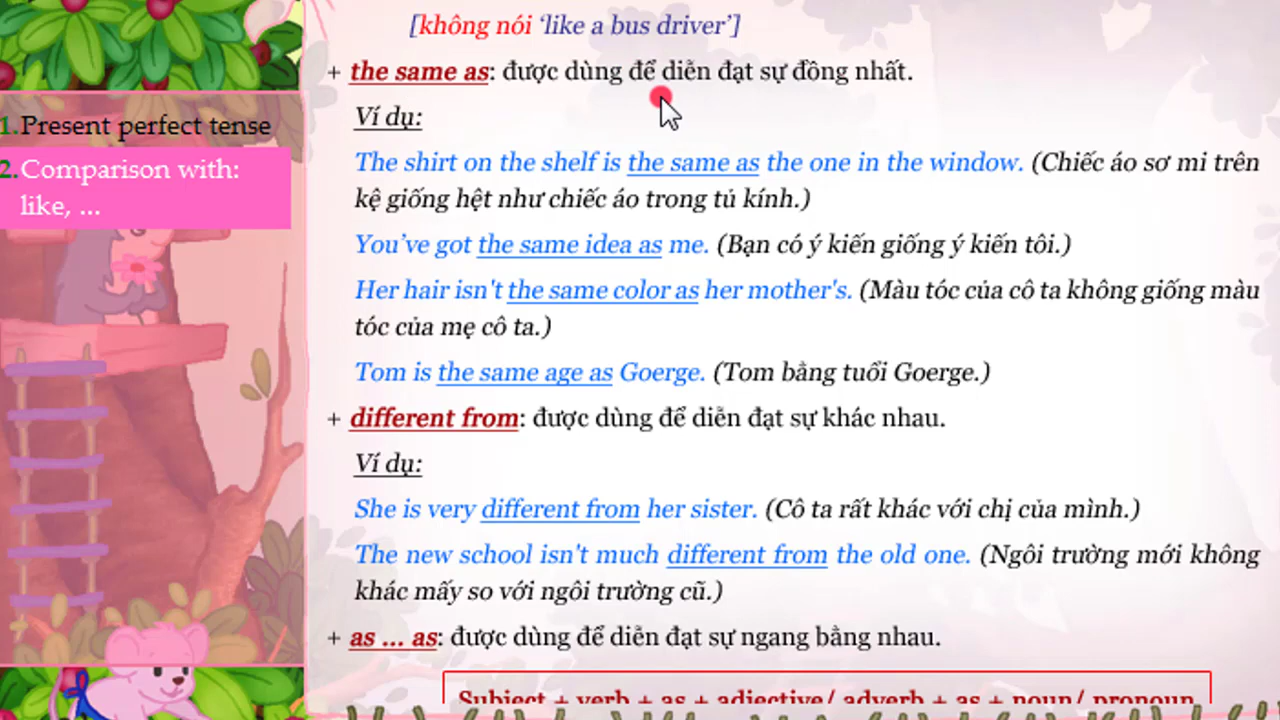 [không nói ‘like a bus driver’]
+ the same as: được dùng để diễn đạt sự đồng nhất.
1.Present perfect tense
2.Comparison with:
like, ...
Ví dụ:
The shirt on the shelf is the same as the one in the window. (Chiếc áo sơ mi trên
kệ giống hệt như chiếc áo trong tủ kính.)
You’ve got the same idea as me. (Bạn có ý kiến giống ý kiến tôi.)
Her hair isn't the same color as her mother's. (Màu tóc của cô ta không giống màu
tóc của mẹ cô ta.)
Tom is the same age as Goerge. (Tom bằng tuổi Goerge.)
+ different from: được dùng để diễn đạt sự khác nhau.
Ví dụ:
She is very different from her sister. (Cô ta rất khác với chị của mình.)
The new school isn't much different from the old one. (Ngôi trường mới không
khác mấy so với ngôi trường cũ.)
+ as ... as: được dùng để diễn đạt sự ngang bằng nhau.
Subject + verb + as + adjective/ adverb + as + noun/ pronoun